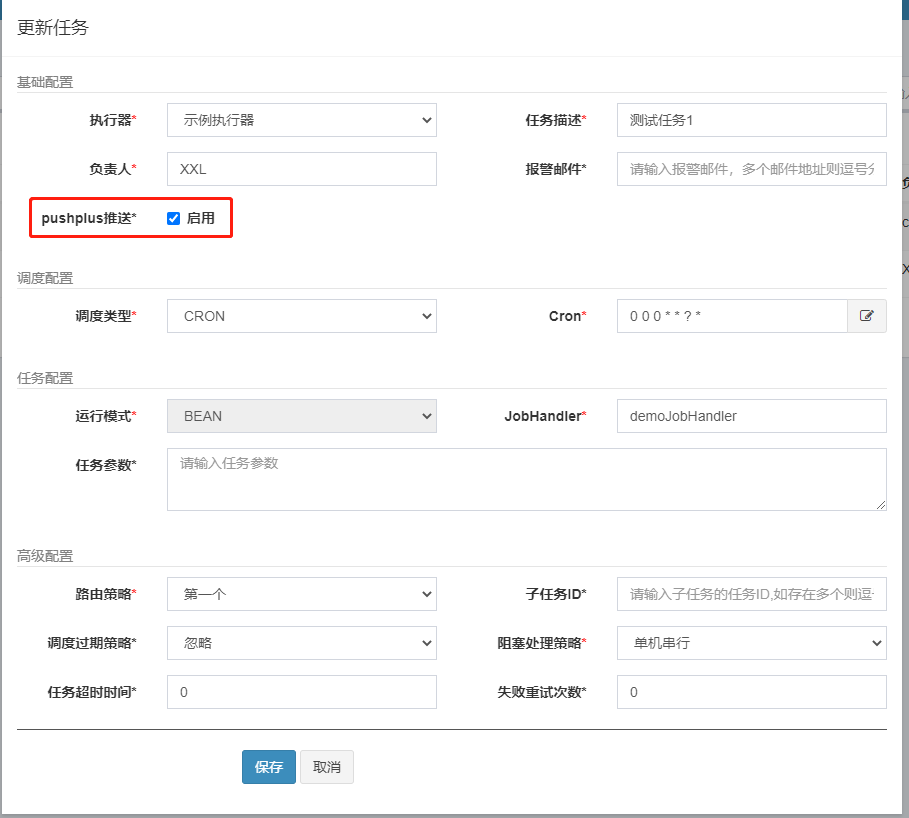 更新任务
基础配置
执行器* 示例执行器 任务描述* 测试任务1
负责人* XXL 报警邮件* 请输入报警邮件，多个邮件地址则逗号分
pushplus推送* 启用
调度配置
调度类型* CRON Cron* 0 0 0 * * ? *
任务配置
运行模式* BEAN JobHandler* demoJobHandler
任务参数* 请输入任务参数
高级配置
路由策略* 第一个 子任务ID* 请输入子任务的任务ID,如存在多个则逗
调度过期策略* 忽略 阻塞处理策略* 单机串行
任务超时时间* 0 失败重试次数* 0
保存 取消